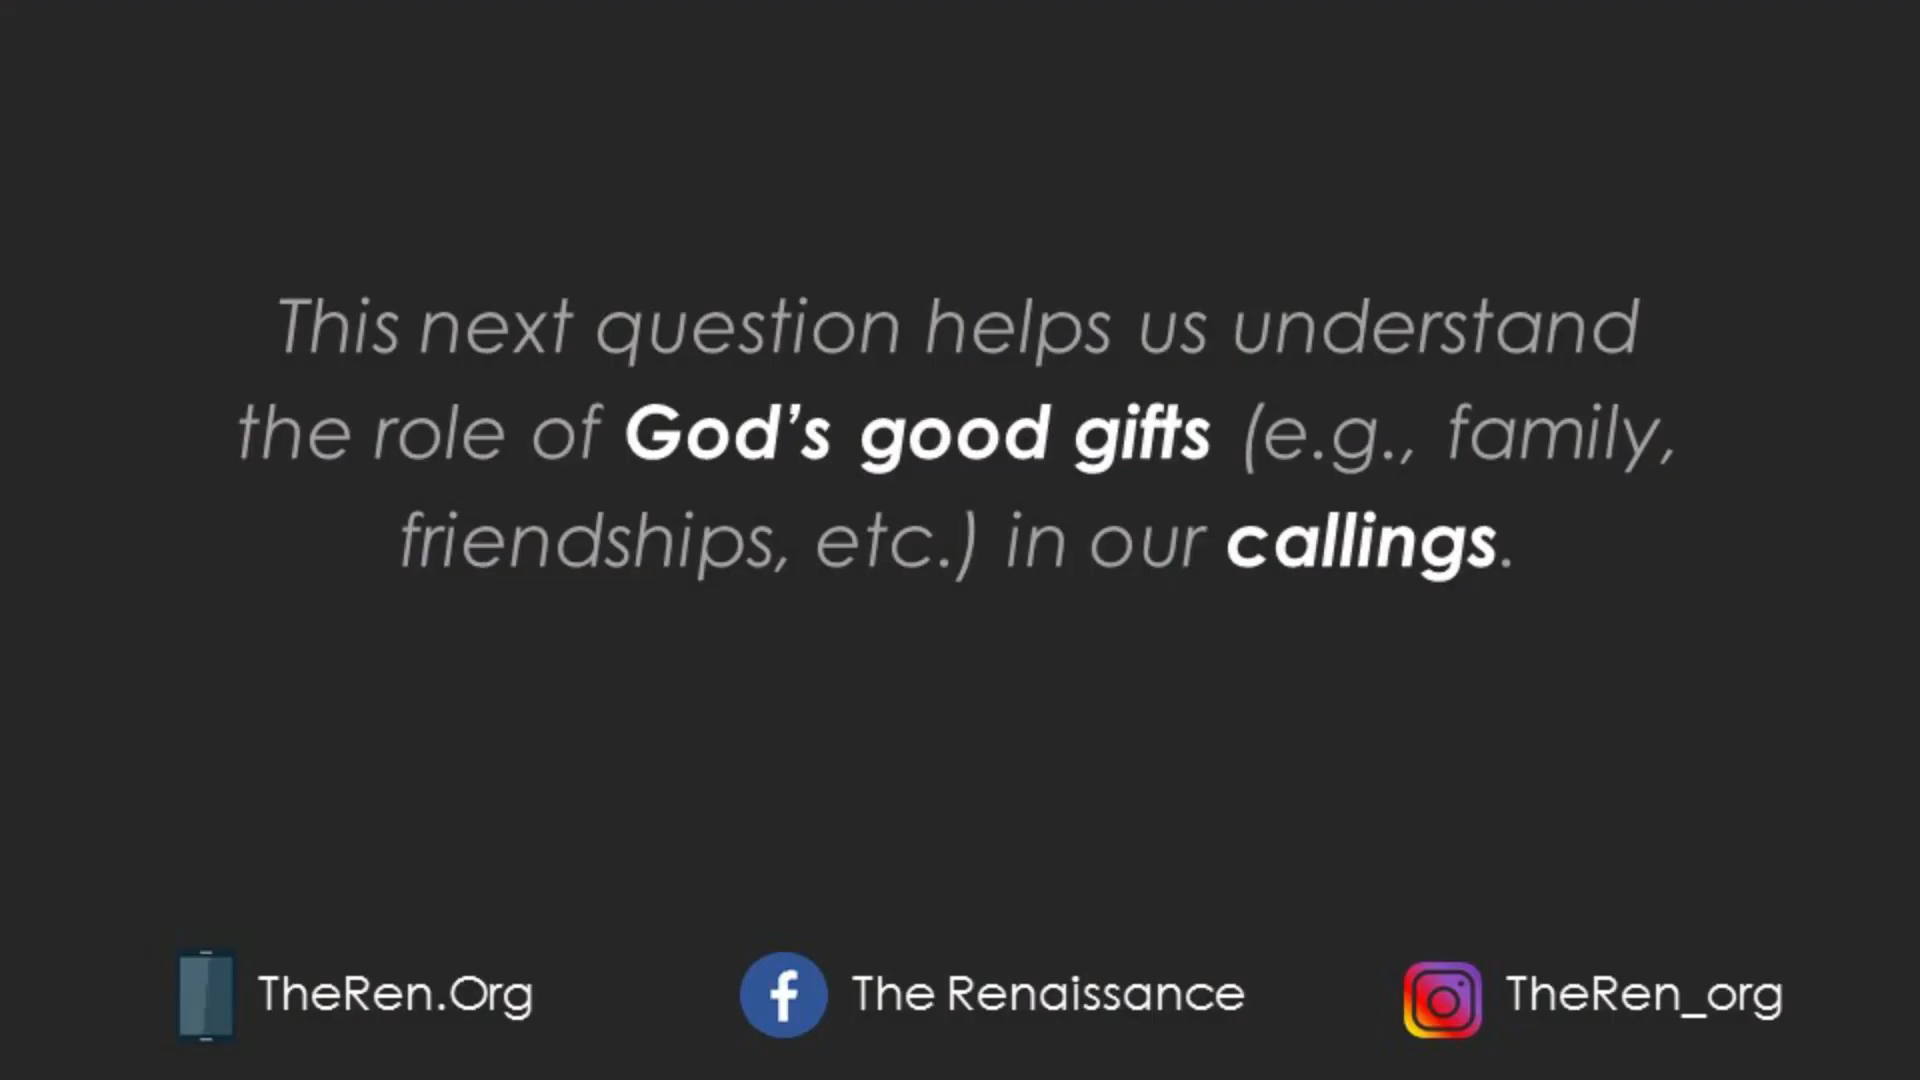 This next question helps us understand
the role of God’s good gifts (e.g., family,
friendships, etc.) in our callings.
TheRen.Org
The Renaissance
TheRen_org